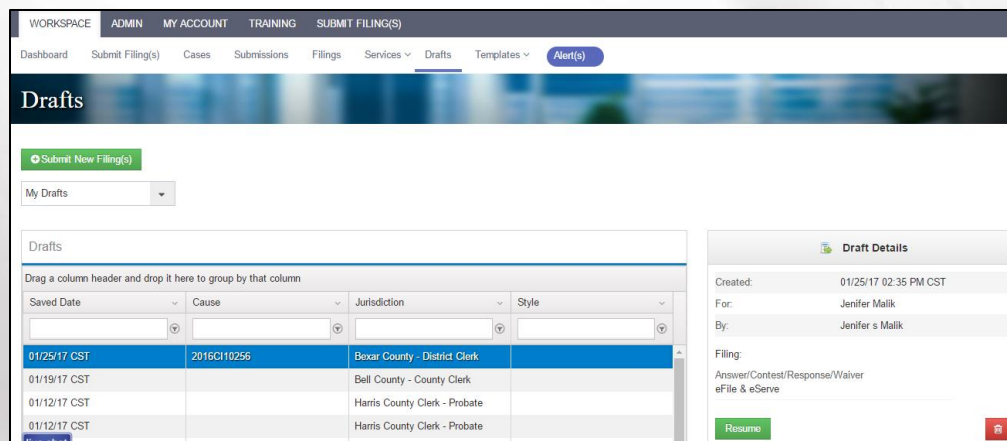 WORKSPACE ADMIN MY ACCOUNT TRAINING SUBMIT FILING(S)
Dashboard Submit Filing(s) Cases Submissions Filings Services Drafts Templates Alert(s)
Drafts
Submit New Filing(s)
My Drafts
Drafts
Drag a column header and drop it here to group by that column
Saved Date Cause Jurisdiction Style
01/25/17 CST 2016CI10256 Bexar County - District Clerk
01/19/17 CST Bell County - County Clerk
01/12/17 CST Harris County Clerk - Probate
01/12/17 CST Harris County Clerk - Probate
Draft Details
Created: 01/25/17 02:35 PM CST
For: Jenifer Malik
By: Jenifer s Malik
Filing:
Answer/Contest/Response/Waiver
eFile & eServe
Resume